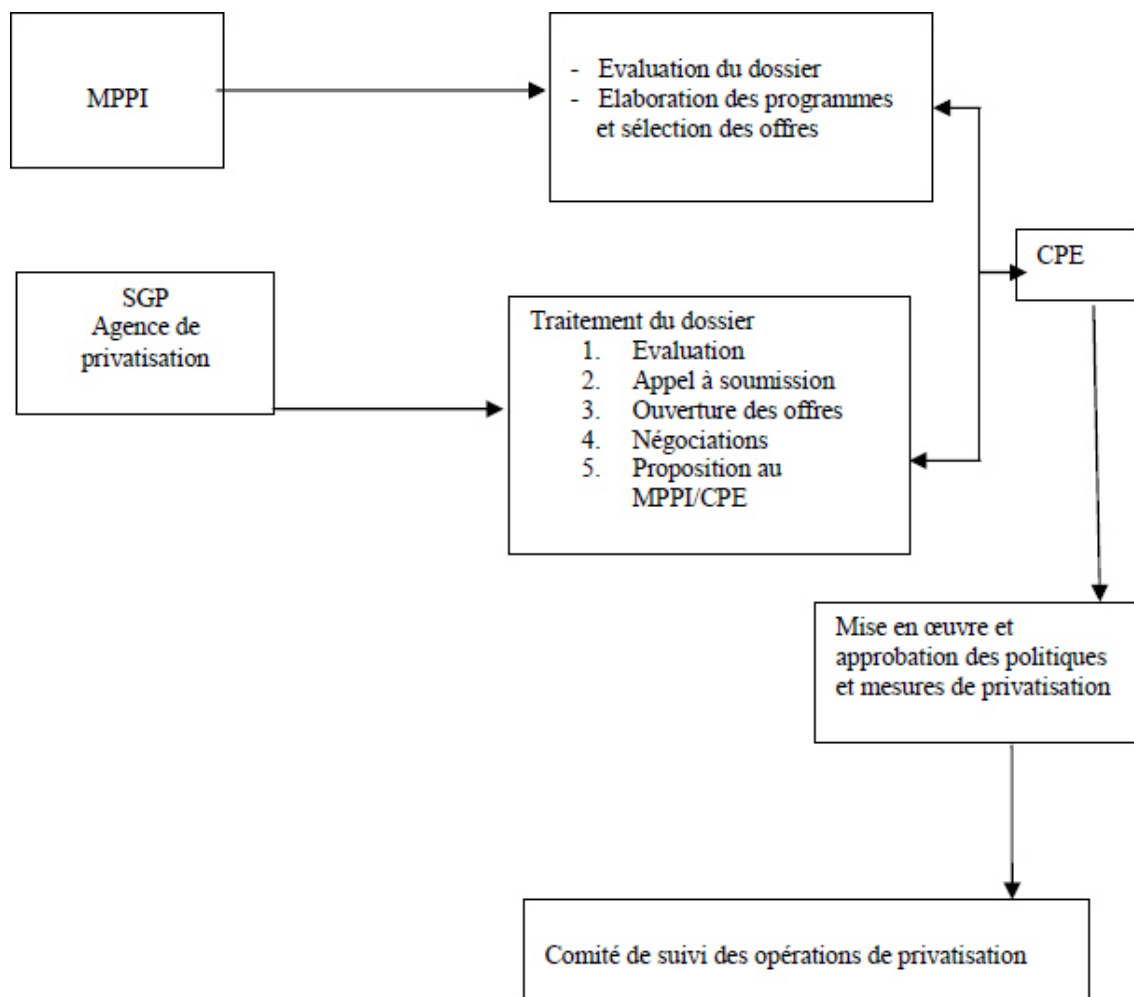 MPPI
- Evaluation du dossier
- Elaboration des programmes
et sélection des offres
CPE
SGP
Agence de
privatisation
Traitement du dossier
1. Evaluation
2. Appel à soumission
3. Ouverture des offres
4. Négociations
5. Proposition au
MPPI/CPE
Mise en œuvre et
approbation des politiques
et mesures de privatisation
Comité de suivi des opérations de privatisation